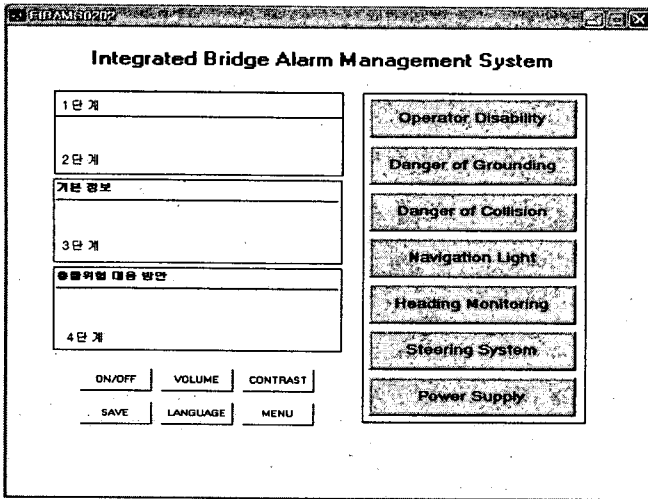 Integrated Bridge Alarm Management System
1단계
2단계
기본 정보
3단계
충돌위험 대응 방안
4단계
ON/OFF
VOLUME
CONTRAST
SAVE
LANGUAGE
MENU
Operator Disability
Danger of Grounding
Danger of Collision
Navigation Light
Heading Monitoring
Steering System
Power Supply